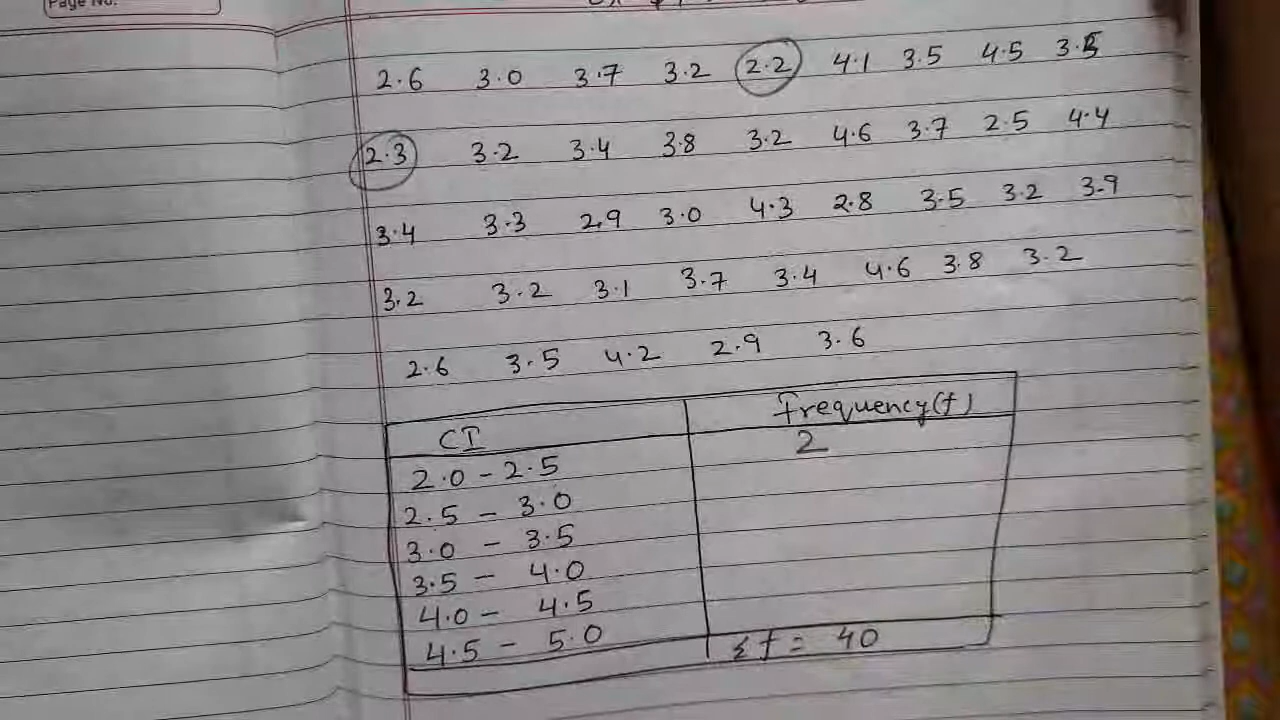 Page No.
2.6 3.0 3.7 3.2 2.2 4.1 3.5 4.5 3.5
2.3 3.2 3.4 3.8 3.2 4.6 3.7 2.5 4.4
3.4 3.3 2.9 3.0 4.3 2.8 3.5 3.2 3.9
3.2 3.2 3.1 3.7 3.4 4.6 3.8 3.2
2.6 3.5 4.2 2.9 3.6
CI Frequency(f)
2.0 - 2.5 2
2.5 - 3.0
3.0 - 3.5
3.5 - 4.0
4.0 - 4.5
4.5 - 5.0
Σf = 40